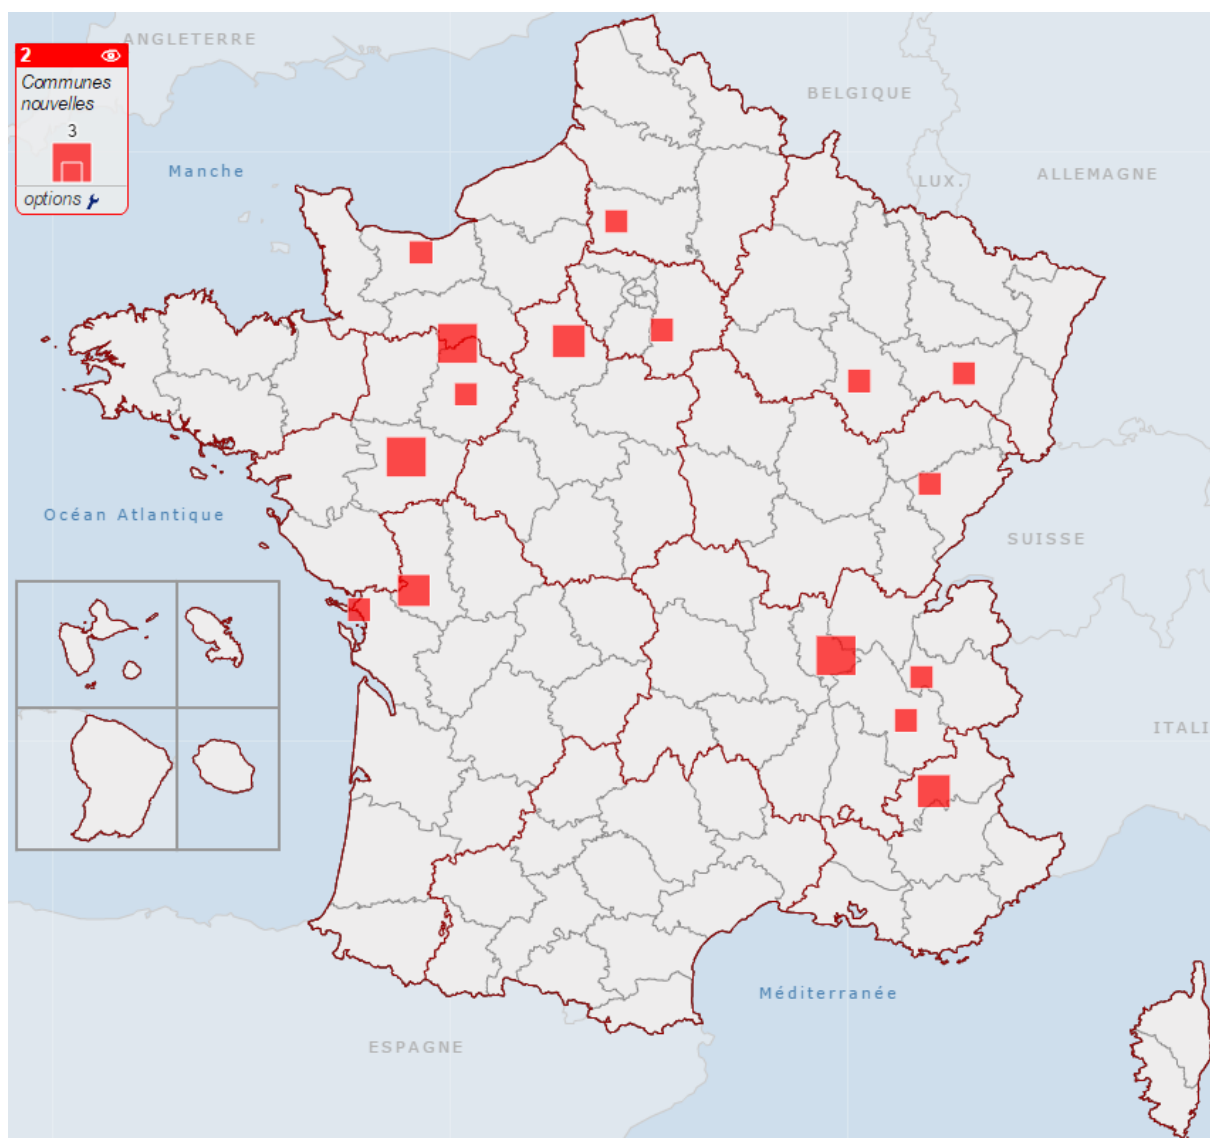 2
Communes
nouvelles
3
options
ANGLETERRE
BELGIQUE
Manche
LUX.
ALLEMAGNE
Océan Atlantique
SUISSE
ITALI
Méditerranée
ESPAGNE